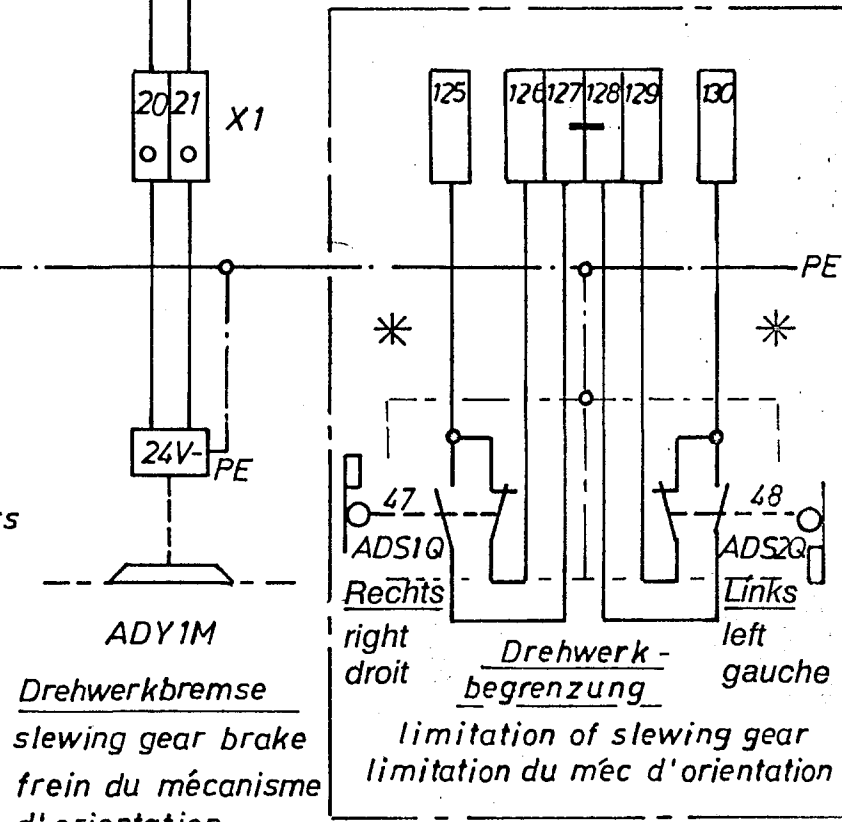 20 21 X1
125 126 127 128 129 130
PE
24V- PE
47 48
ADS1Q ADS2Q
Rechts Links
right left
droit gauche
ADY1M
Drehwerkbremse
slewing gear brake
frein du mécanisme
d'orientation
Drehwerk-
begrenzung
limitation of slewing gear
limitation du méc d'orientation